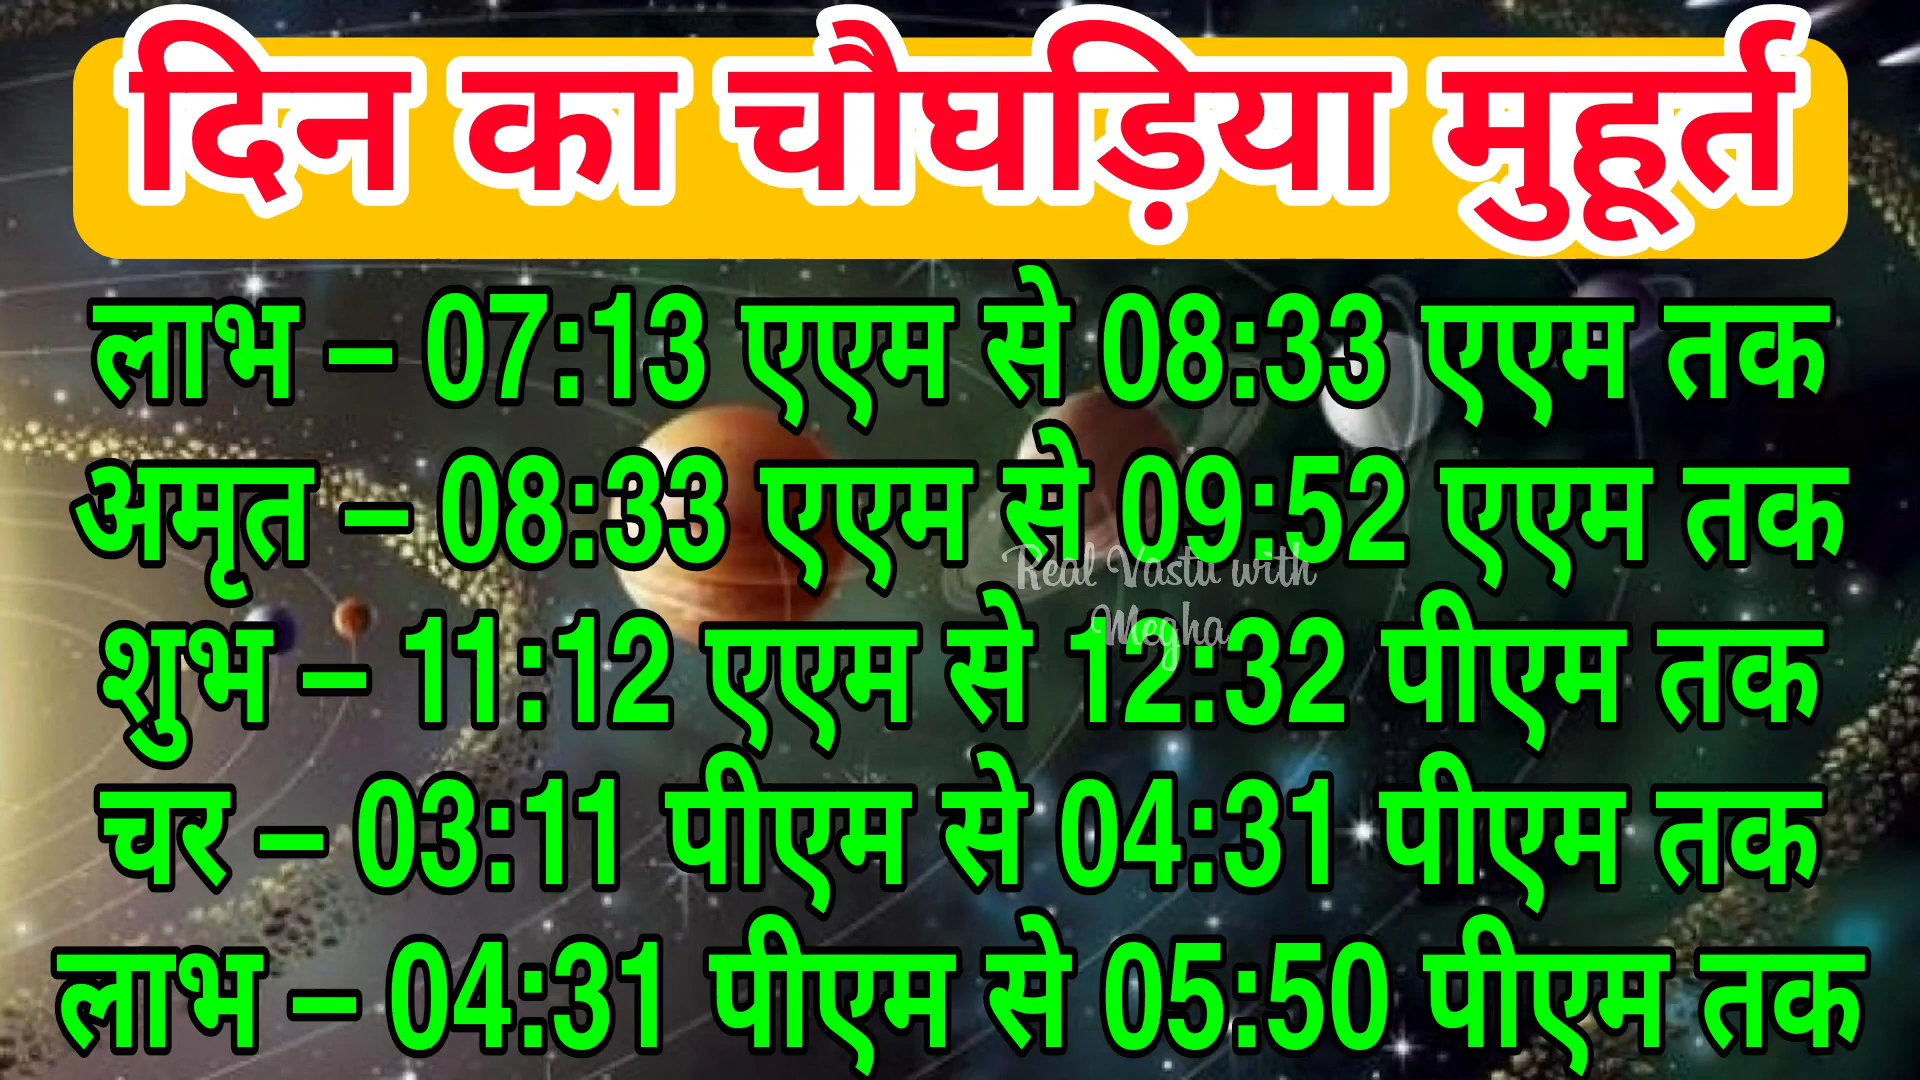 दिन का चौघड़िया मुहूर्त
लाभ – 07:13 एएम से 08:33 एएम तक
अमृत – 08:33 एएम से 09:52 एएम तक
Real Vastu with
Megha
शुभ – 11:12 एएम से 12:32 पीएम तक
चर – 03:11 पीएम से 04:31 पीएम तक
लाभ – 04:31 पीएम से 05:50 पीएम तक